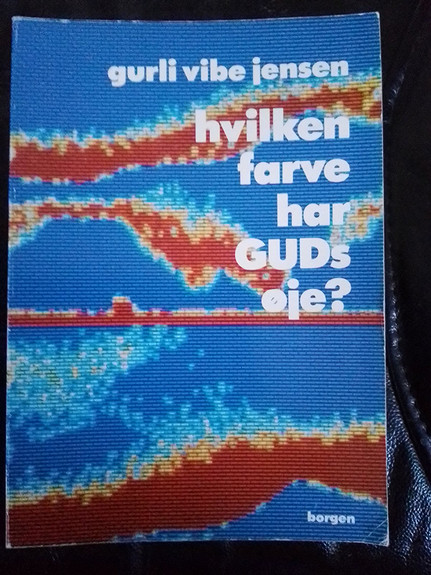 gurli vibe jensen
hvilken
farve
har
GUDs
øje?
borgen